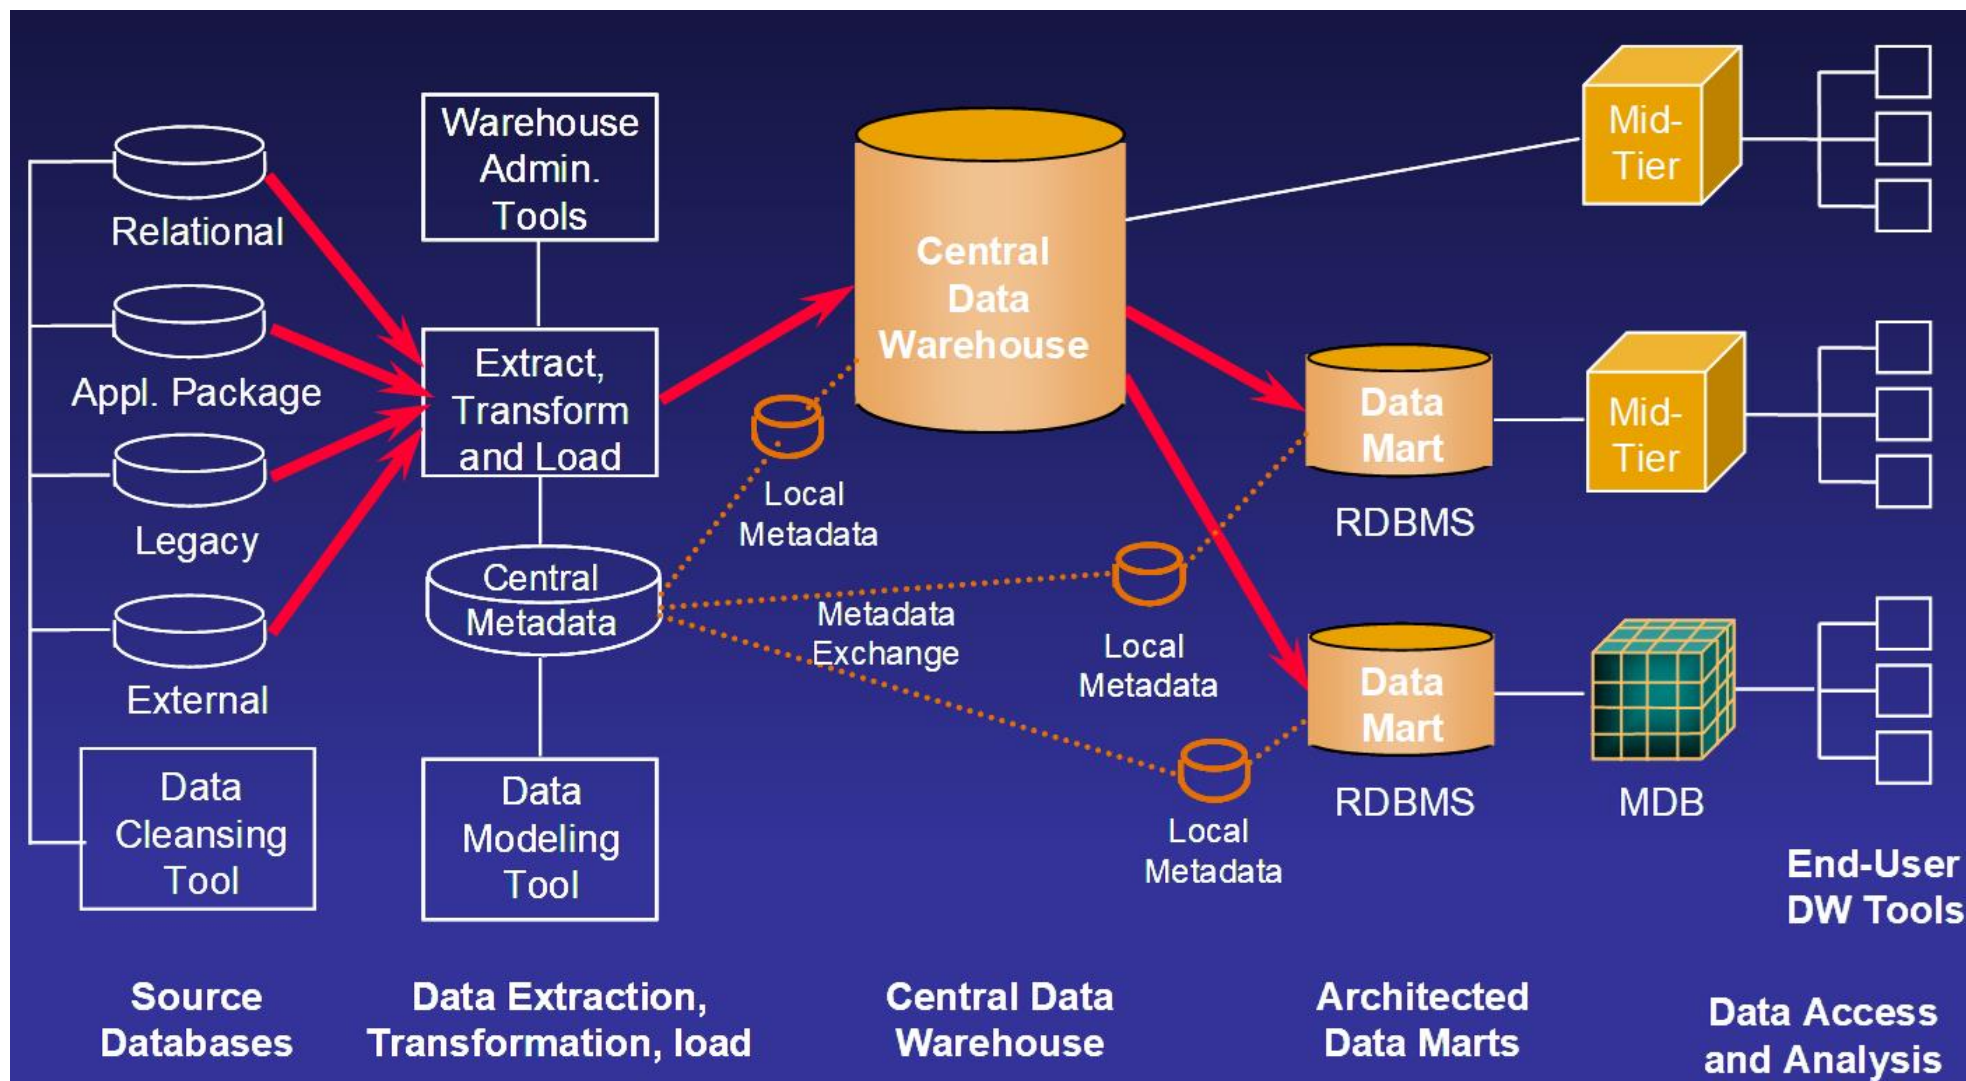 Relational
Appl. Package
Legacy
External
Data
Cleansing
Tool
Source
Databases
Warehouse
Admin.
Tools
Extract,
Transform
and Load
Central
Metadata
Data
Modeling
Tool
Data Extraction,
Transformation, load
Central
Data
Warehouse
Local
Metadata
Metadata
Exchange
Local
Metadata
Local
Metadata
Central Data
Warehouse
Data
Mart
RDBMS
Data
Mart
RDBMS
Architected
Data Marts
Mid-
Tier
Mid-
Tier
MDB
End-User
DW Tools
Data Access
and Analysis